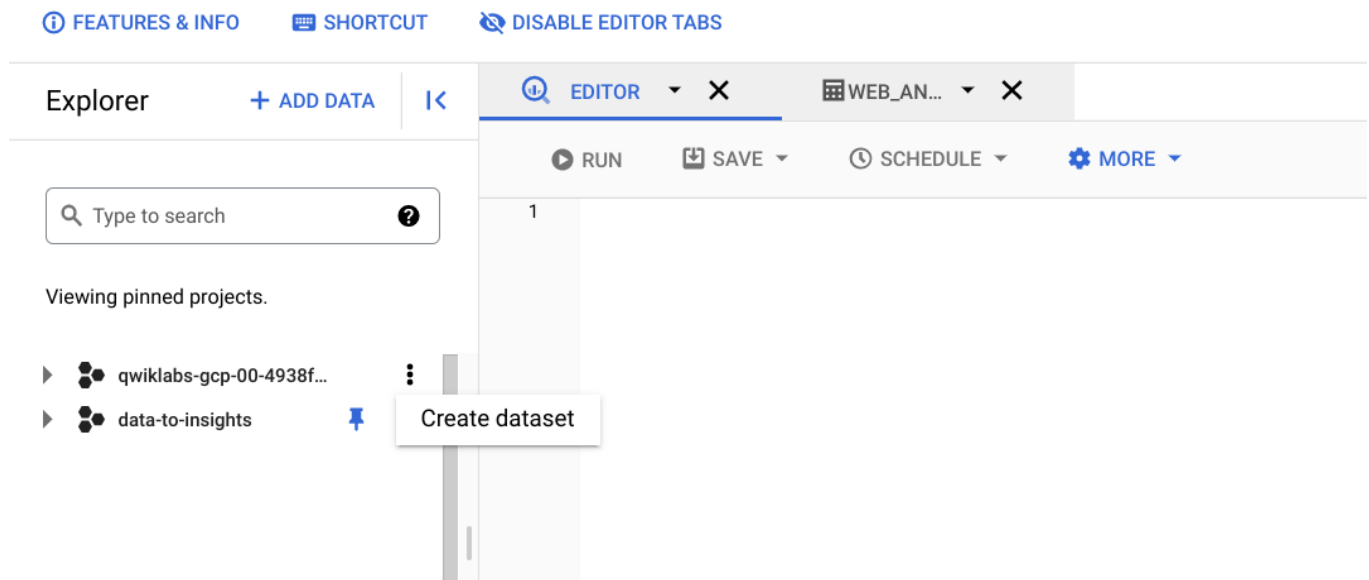 FEATURES & INFO SHORTCUT DISABLE EDITOR TABS
Explorer + ADD DATA
EDITOR WEB_AN...
RUN SAVE SCHEDULE MORE
Type to search ?
1
Viewing pinned projects.
qwiklabs-gcp-00-4938f...
data-to-insights
Create dataset